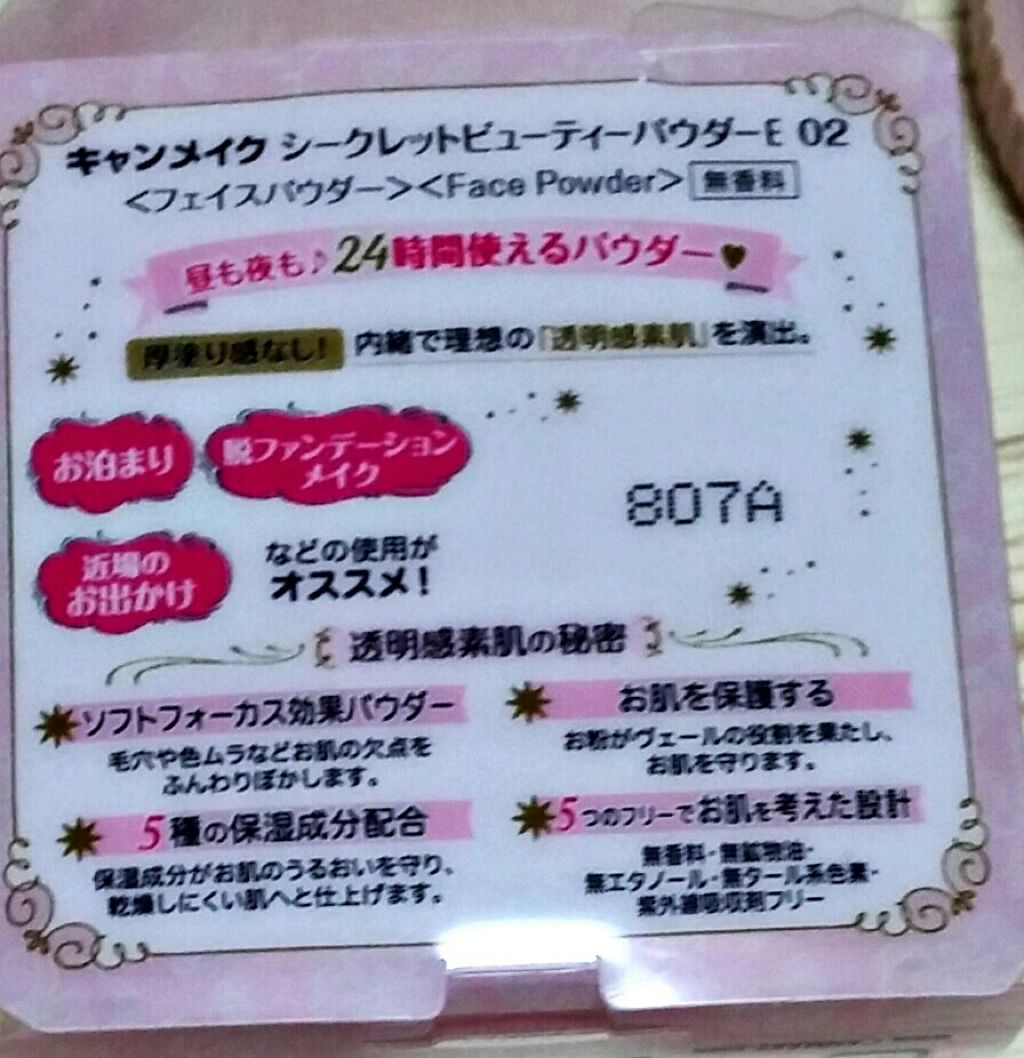 キャンメイク シークレットビューティーパウダーE 02
<フェイスパウダー><Face Powder> 無香料
昼も夜も♪24時間使えるパウダー♥
厚塗り感なし! 内緒で理想の「透明感素肌」を演出。
お泊まり
脱ファンデーション
メイク
807A
近場の
お出かけ
などの使用が
オススメ!
透明感素肌の秘密
ソフトフォーカス効果パウダー
毛穴や色ムラなどお肌の欠点を
ふんわりぼかします。
お肌を保護する
お粉がヴェールの役割を果たし、
お肌を守ります。
5種の保湿成分配合
保湿成分がお肌のうるおいを守り、
乾燥しにくい肌へと仕上げます。
5つのフリーでお肌を考えた設計
無香料・無鉱物油・
無エタノール・無タール系色素・
紫外線吸収剤フリー